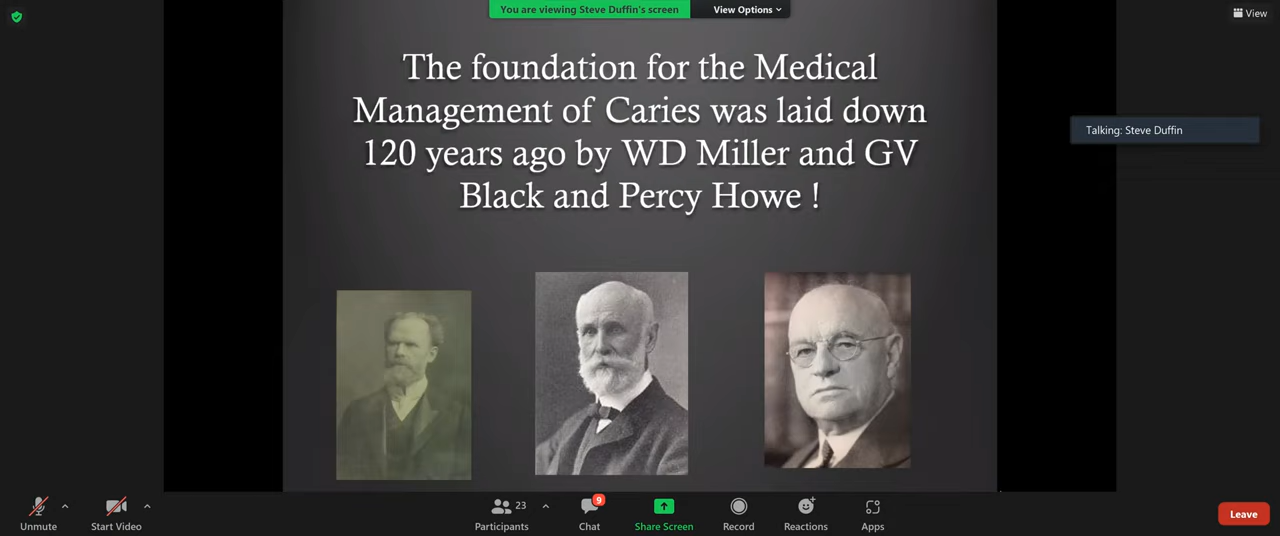 You are viewing Steve Duffin's screen
View Options
View
The foundation for the Medical
Management of Caries was laid down
120 years ago by WD Miller and GV
Black and Percy Howe !
Talking: Steve Duffin
Unmute
Start Video
23
Participants
9
Chat
Share Screen
Record
Reactions
Apps
Leave